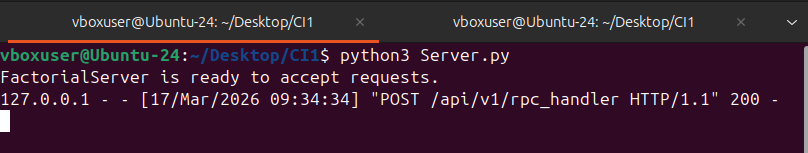 vboxuser@Ubuntu-24: ~/Desktop/CI1 × vboxuser@Ubuntu-24: ~/Desktop/CI1 ×
vboxuser@Ubuntu-24:~/Desktop/CI1$ python3 Server.py
FactorialServer is ready to accept requests.
127.0.0.1 - - [17/Mar/2026 09:34:34] "POST /api/v1/rpc_handler HTTP/1.1" 200 -